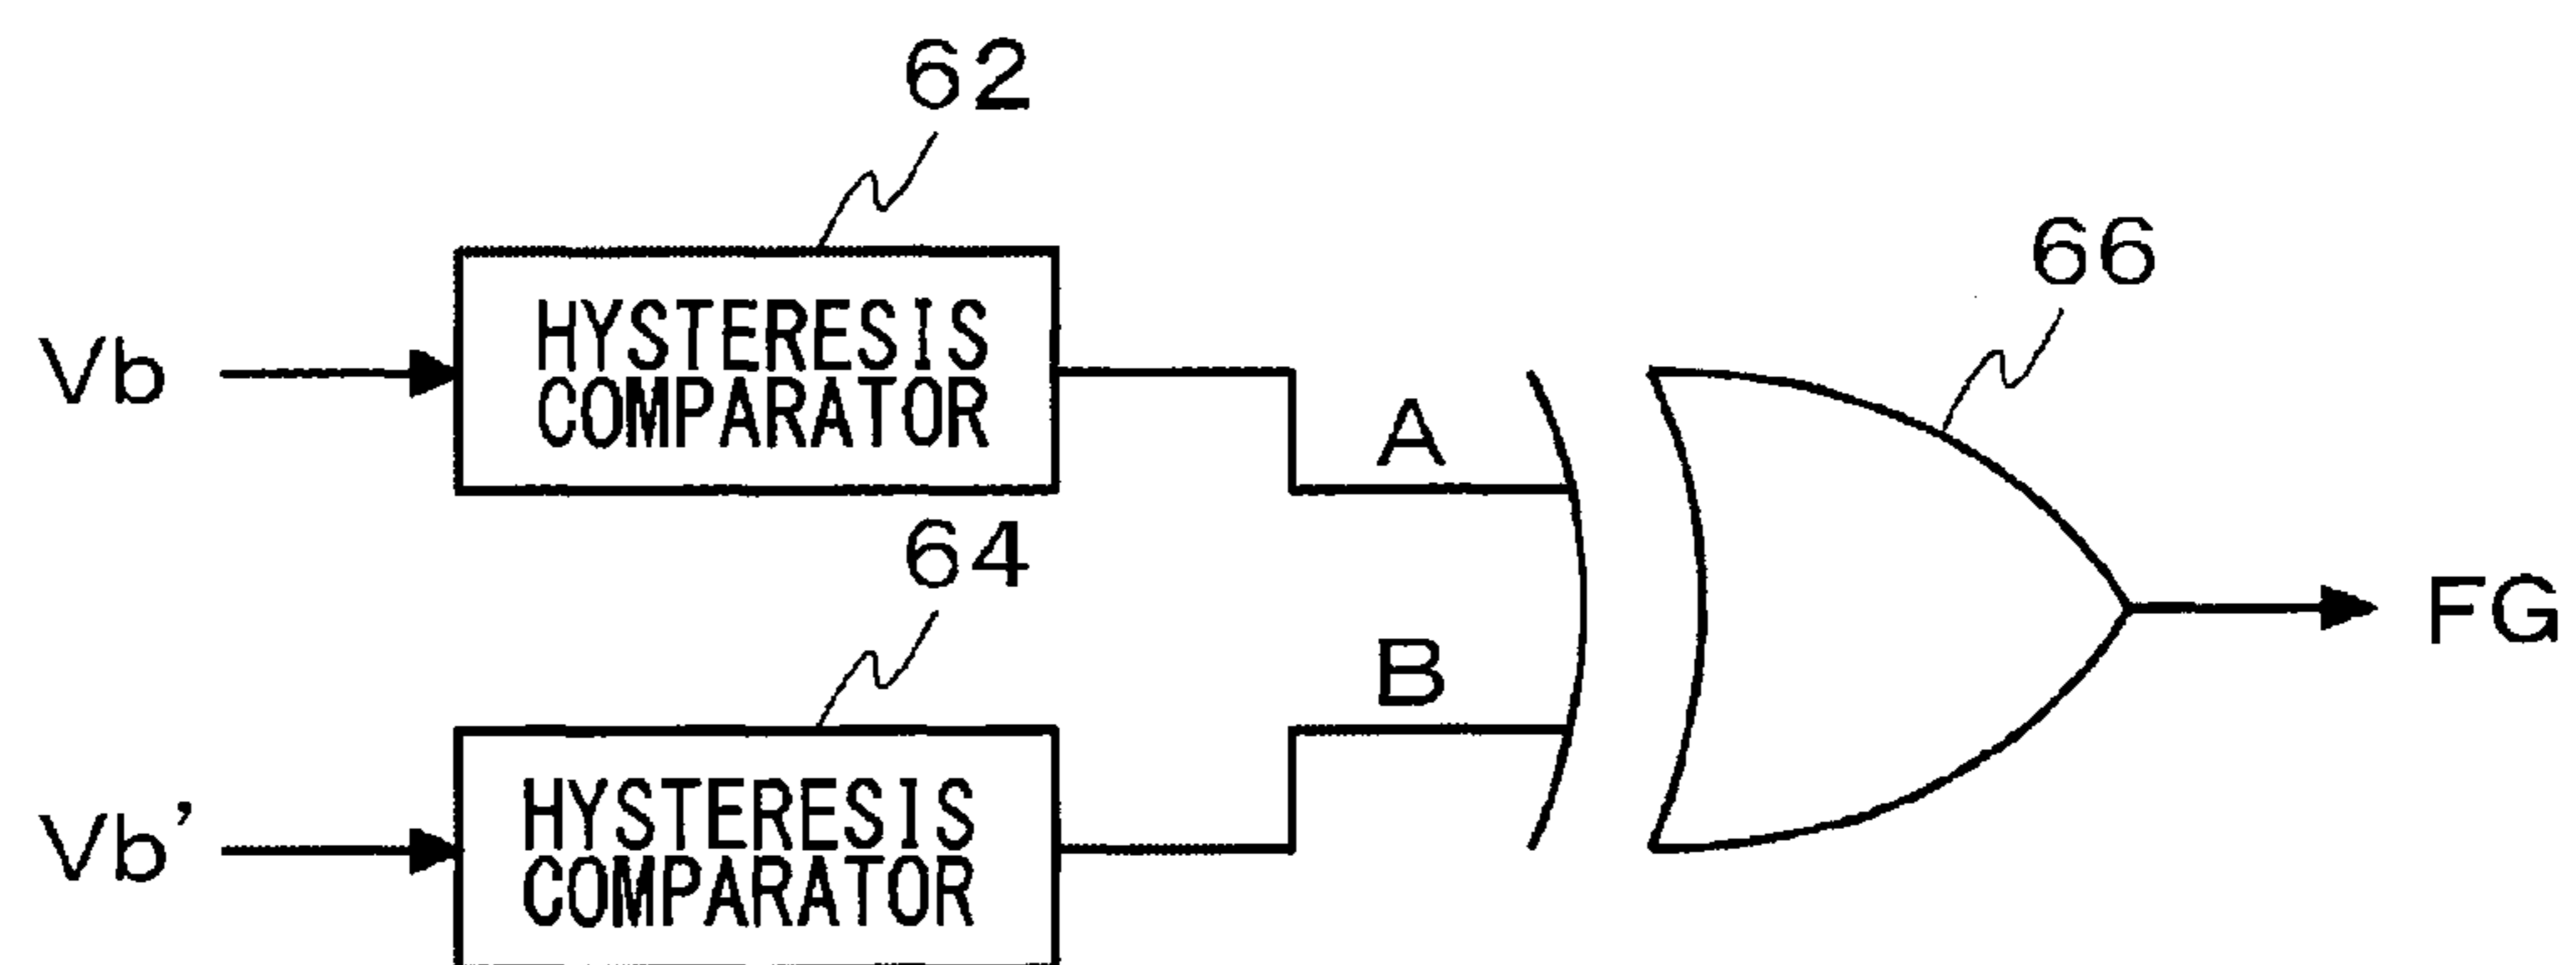 62
Vb
HYSTERESIS
COMPARATOR
A
66
64
B
FG
Vb'
HYSTERESIS
COMPARATOR